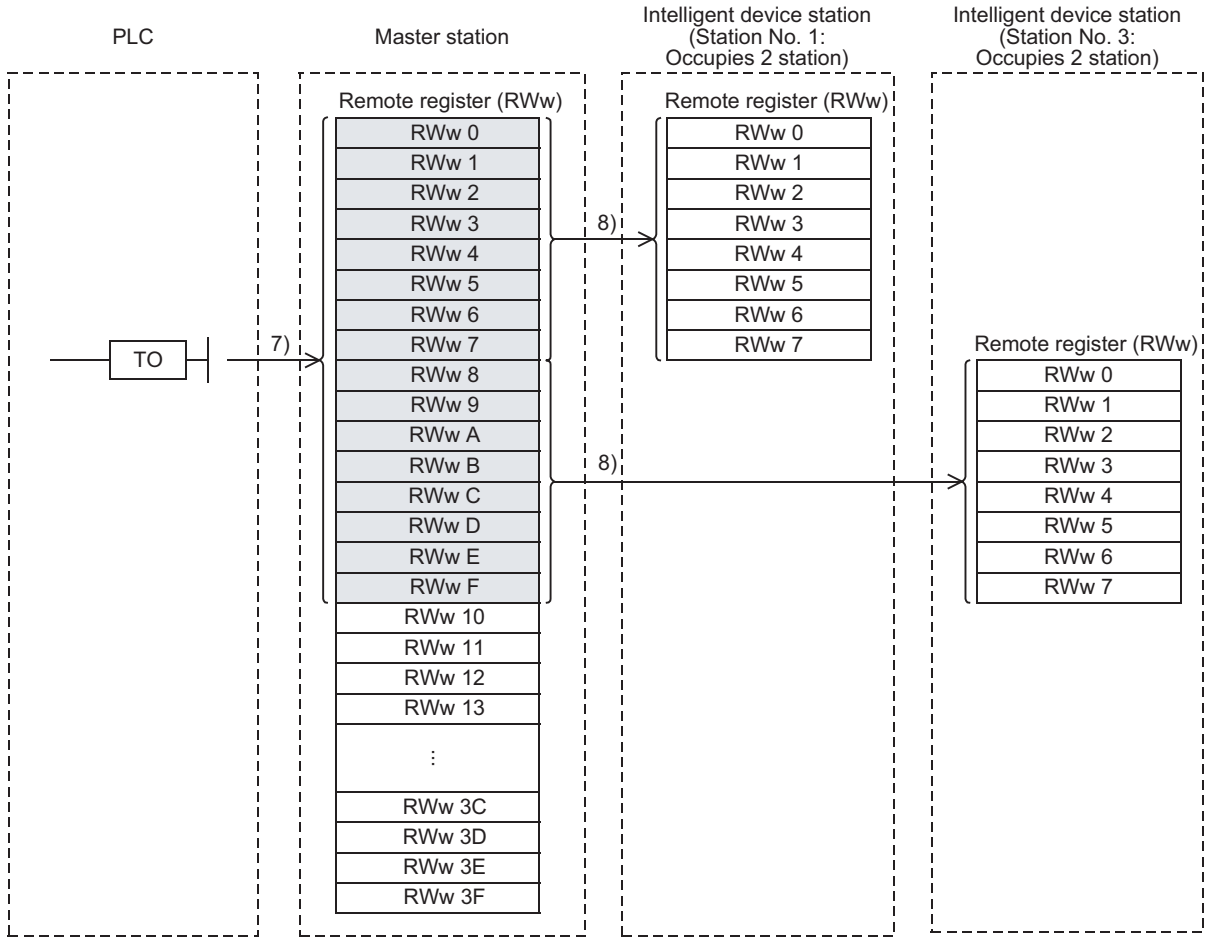 PLC
Master station
Intelligent device station
(Station No. 1:
Occupies 2 station)
Intelligent device station
(Station No. 3:
Occupies 2 station)
TO
7)
Remote register (RWw)
RWw 0
RWw 1
RWw 2
RWw 3
RWw 4
RWw 5
RWw 6
RWw 7
RWw 8
RWw 9
RWw A
RWw B
RWw C
RWw D
RWw E
RWw F
RWw 10
RWw 11
RWw 12
RWw 13
⋮
RWw 3C
RWw 3D
RWw 3E
RWw 3F
8)
8)
Remote register (RWw)
RWw 0
RWw 1
RWw 2
RWw 3
RWw 4
RWw 5
RWw 6
RWw 7
Remote register (RWw)
RWw 0
RWw 1
RWw 2
RWw 3
RWw 4
RWw 5
RWw 6
RWw 7